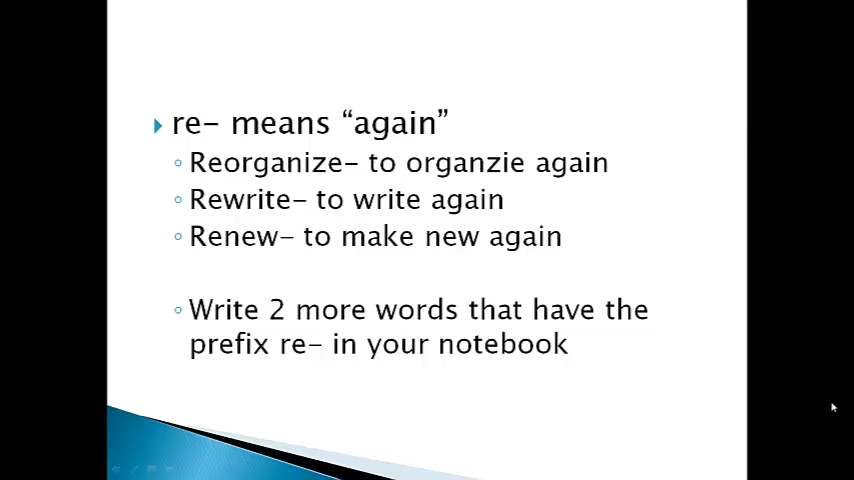 re- means “again”
Reorganize- to organzie again
Rewrite- to write again
Renew- to make new again
Write 2 more words that have the
prefix re- in your notebook